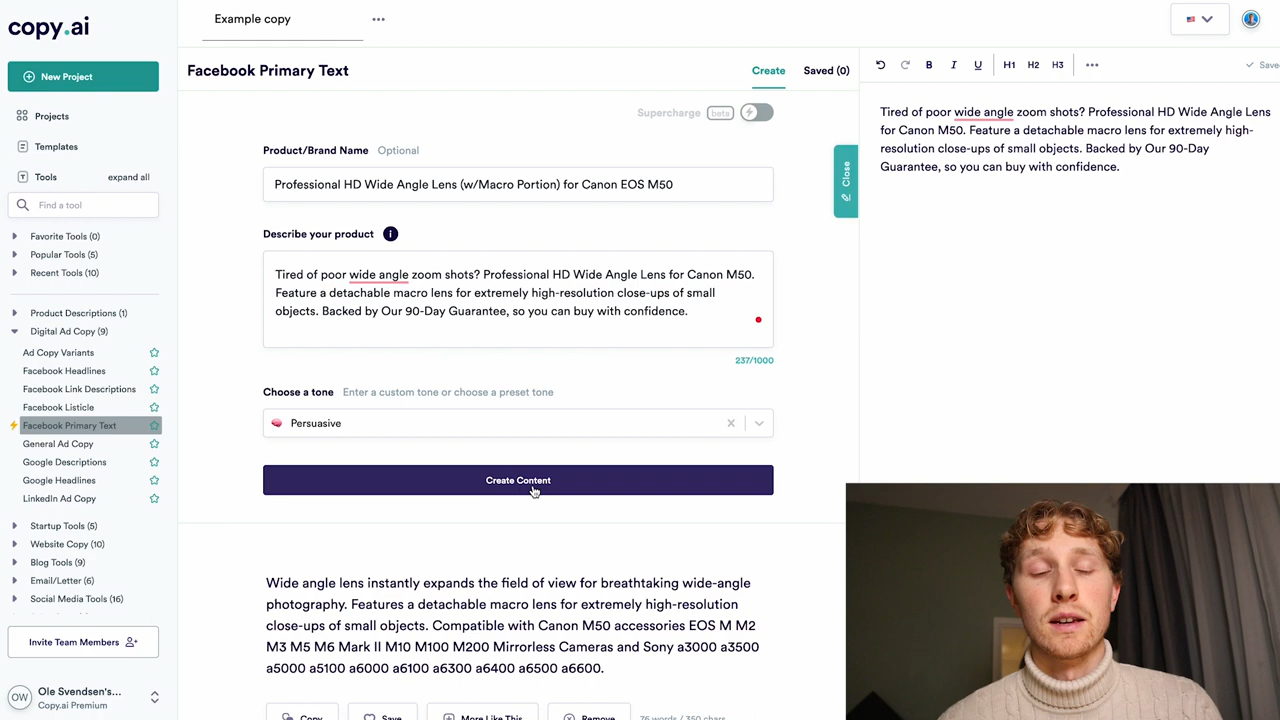 copy.ai
Example copy
New Project
Projects
Templates
Tools
expand all
Find a tool
Favorite Tools (0)
Popular Tools (5)
Recent Tools (10)
Product Descriptions (1)
Digital Ad Copy (9)
Ad Copy Variants
Facebook Headlines
Facebook Link Descriptions
Facebook Listicle
Facebook Primary Text
General Ad Copy
Google Descriptions
Google Headlines
LinkedIn Ad Copy
Startup Tools (5)
Website Copy (10)
Blog Tools (9)
Email/Letter (6)
Social Media Tools (16)
Invite Team Members
OW
Ole Svendsen's...
Copy.ai Premium
Facebook Primary Text
Create
Saved (0)
Supercharge
beta
Product/Brand Name Optional
Professional HD Wide Angle Lens (w/Macro Portion) for Canon EOS M50
Describe your product
i
Tired of poor wide angle zoom shots? Professional HD Wide Angle Lens for Canon M50.
Feature a detachable macro lens for extremely high-resolution close-ups of small
objects. Backed by Our 90-Day Guarantee, so you can buy with confidence.
237/1000
Choose a tone Enter a custom tone or choose a preset tone
Persuasive
Create Content
Wide angle lens instantly expands the field of view for breathtaking wide-angle
photography. Features a detachable macro lens for extremely high-resolution
close-ups of small objects. Compatible with Canon M50 accessories EOS M M2
M3 M5 M6 Mark II M10 M100 M200 Mirrorless Cameras and Sony a3000 a3500
a5000 a5100 a6000 a6100 a6300 a6400 a6500 a6600.
Copy
Save
More Like This
Remove
76 words / 350 chars
Close
B
I
U
H1
H2
H3
Save
Tired of poor wide angle zoom shots? Professional HD Wide Angle Lens
for Canon M50. Feature a detachable macro lens for extremely high-
resolution close-ups of small objects. Backed by Our 90-Day
Guarantee, so you can buy with confidence.